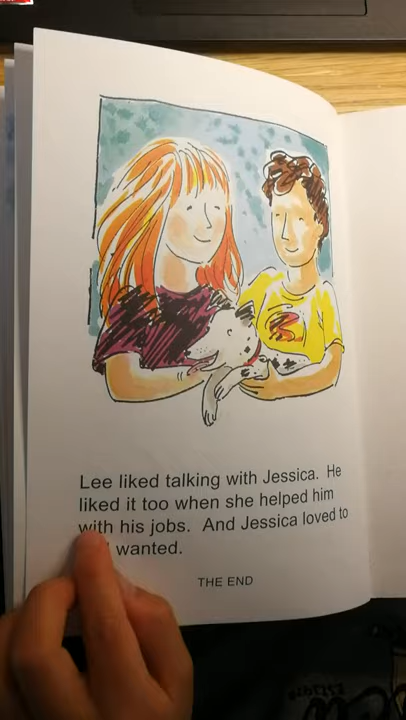 Lee liked talking with Jessica. He
liked it too when she helped him
with his jobs. And Jessica loved to
wanted.
THE END